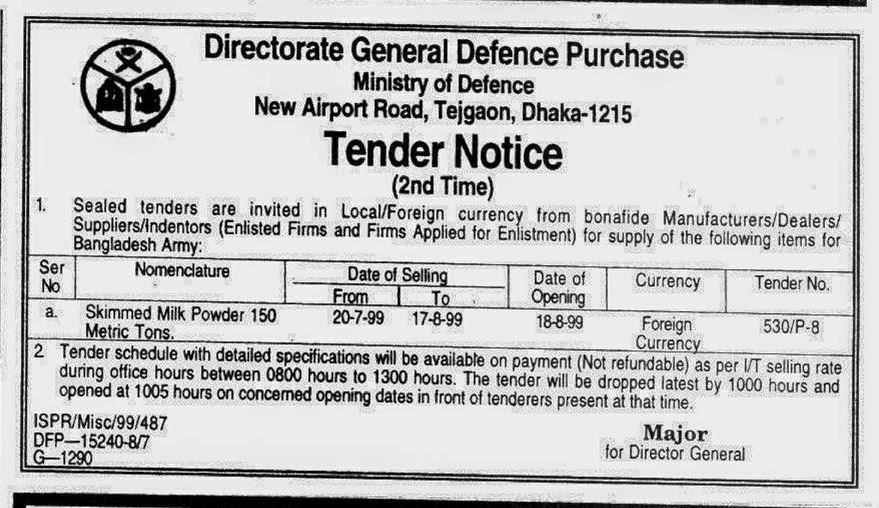 Directorate General Defence Purchase
Ministry of Defence
New Airport Road, Tejgaon, Dhaka-1215
Tender Notice
(2nd Time)
1. Sealed tenders are invited in Local/Foreign currency from bonafide Manufacturers/Dealers/
Suppliers/Indentors (Enlisted Firms and Firms Applied for Enlistment) for supply of the following items for
Bangladesh Army:
Ser No Nomenclature Date of Selling From To Date of Opening Currency Tender No.
a. Skimmed Milk Powder 150 Metric Tons. 20-7-99 17-8-99 18-8-99 Foreign Currency 530/P-8
2. Tender schedule with detailed specifications will be available on payment (Not refundable) as per I/T selling rate
during office hours between 0800 hours to 1300 hours. The tender will be dropped latest by 1000 hours and
opened at 1005 hours on concerned opening dates in front of tenderers present at that time.
ISPR/Misc/99/487
DFP—15240-8/7
G—1290
Major
for Director General